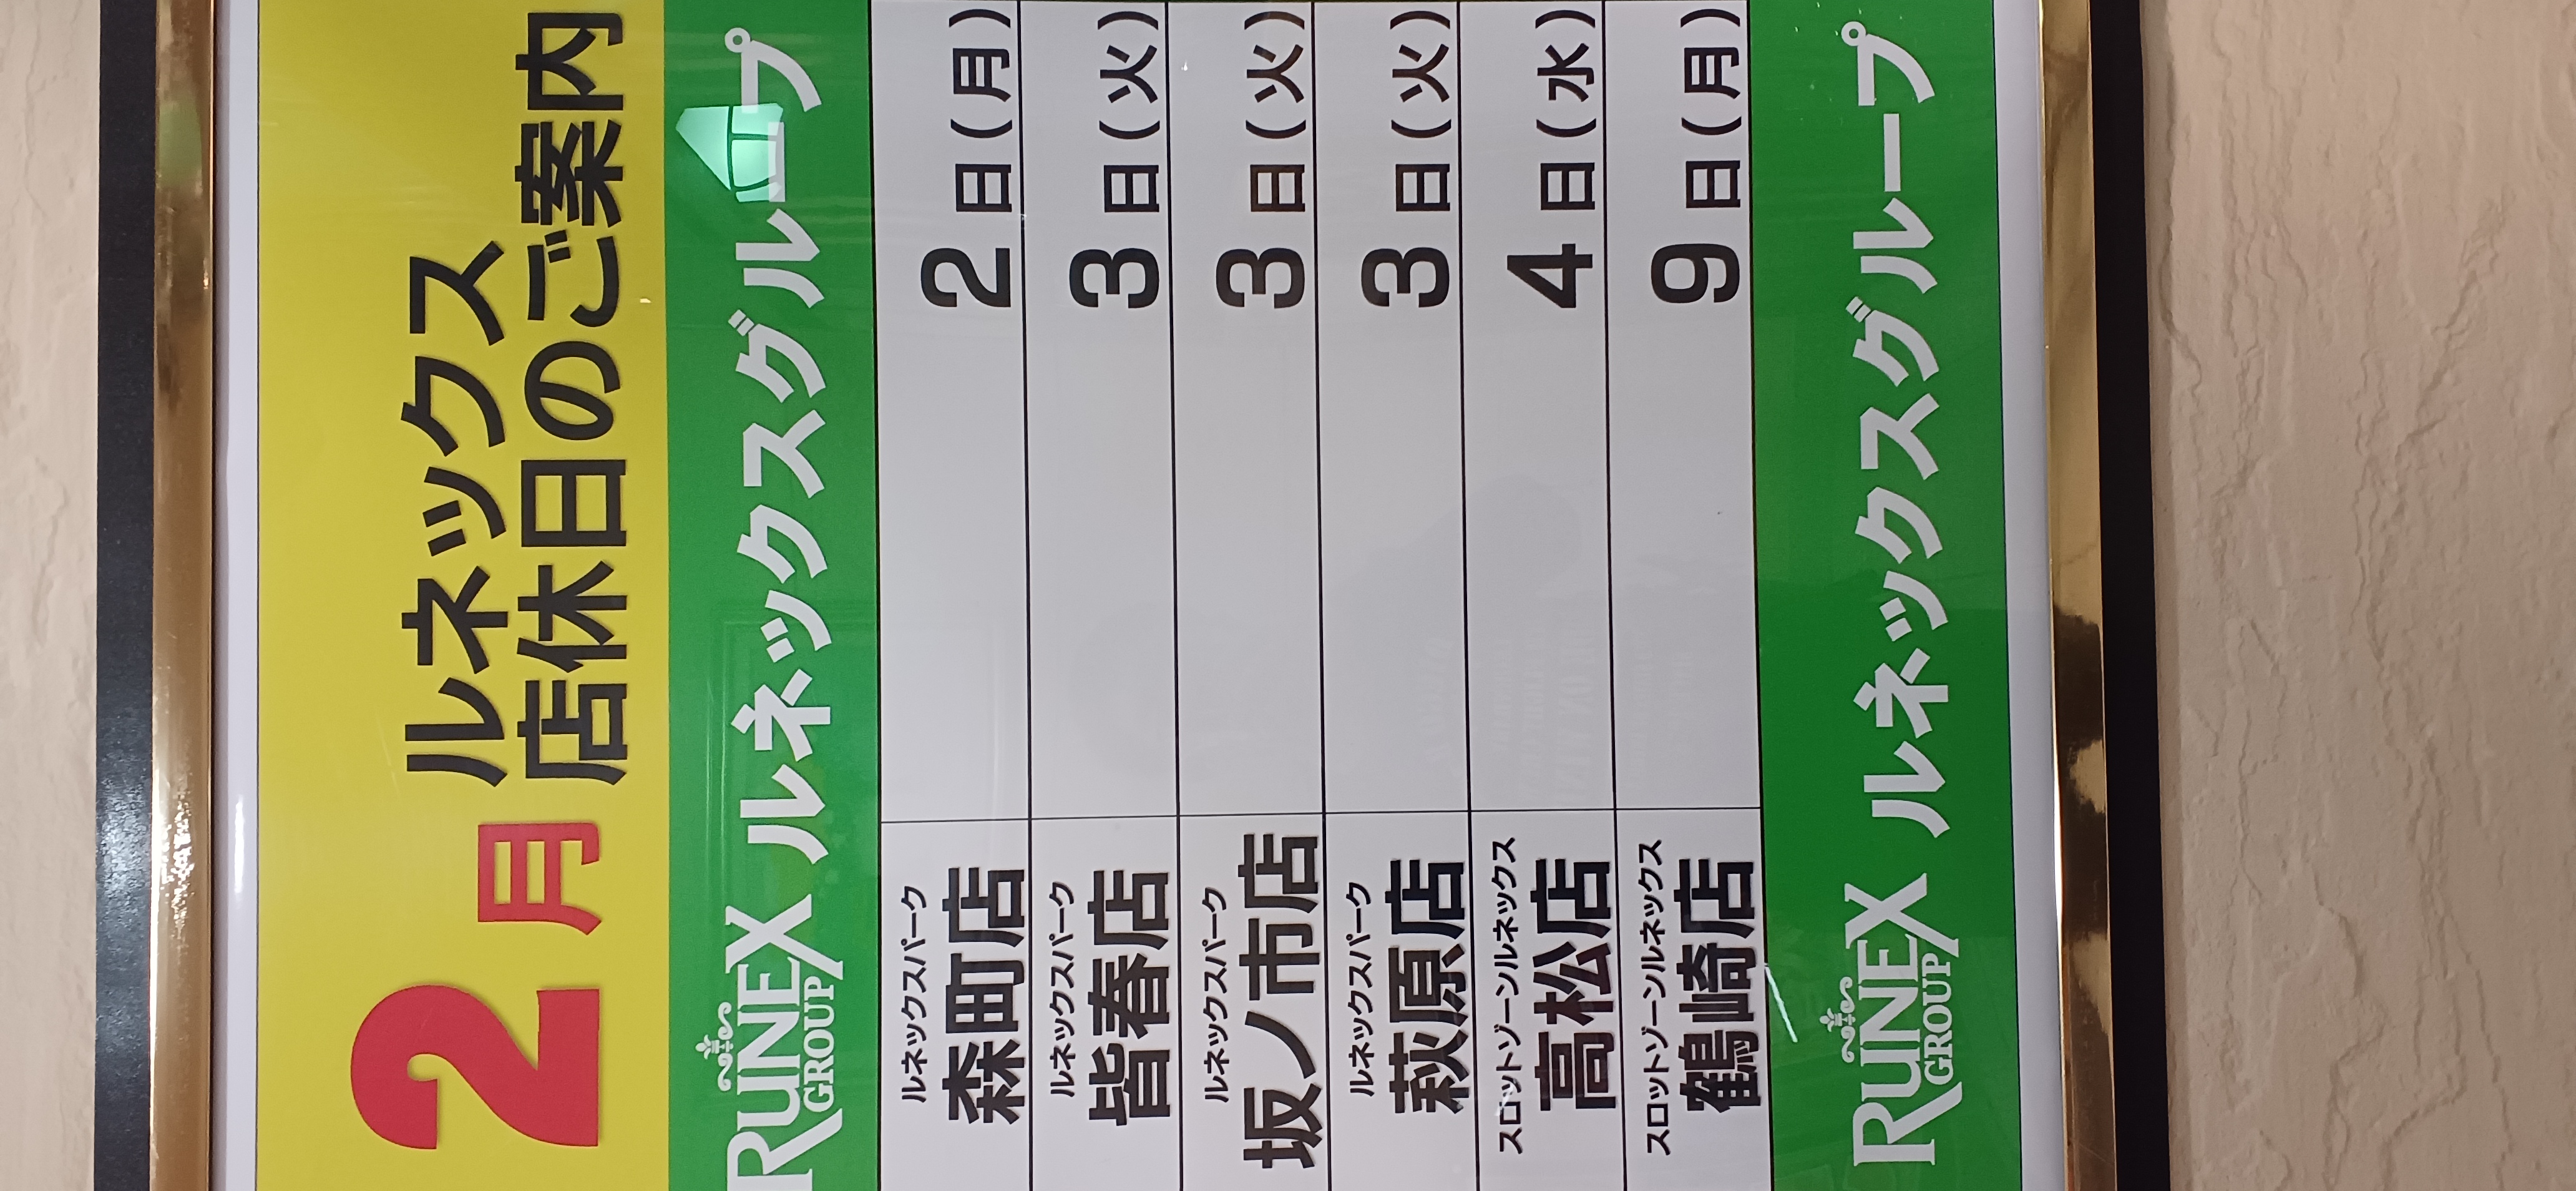 2月 ルネックス
店休日のご案内
RUNEX GROUP ルネックスグループ
ルネックスパーク
森町店 2日(月)
ルネックスパーク
皆春店 3日(火)
ルネックスパーク
坂ノ市店 3日(火)
ルネックスパーク
萩原店 3日(火)
スロットゾーンルネックス
高松店 4日(水)
スロットゾーンルネックス
鶴崎店 9日(月)
RUNEX GROUP ルネックスグループ